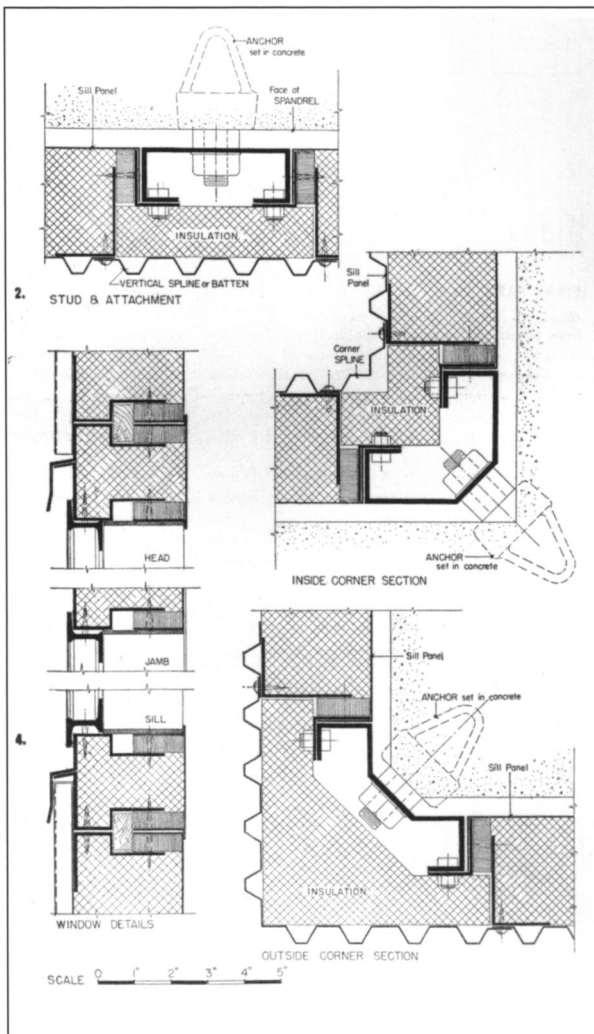 ANCHOR
set in concrete
Sill Panel
Face of
SPANDREL
INSULATION
VERTICAL SPLINE or BATTEN
2.
STUD & ATTACHMENT
Sill
Panel
Corner
SPLINE
INSULATION
ANCHOR
set in concrete
INSIDE CORNER SECTION
HEAD
JAMB
SILL
4.
WINDOW DETAILS
Sill Panel
ANCHOR set in concrete
Sill Panel
INSULATION
OUTSIDE CORNER SECTION
SCALE 0 1" 2" 3" 4" 5"